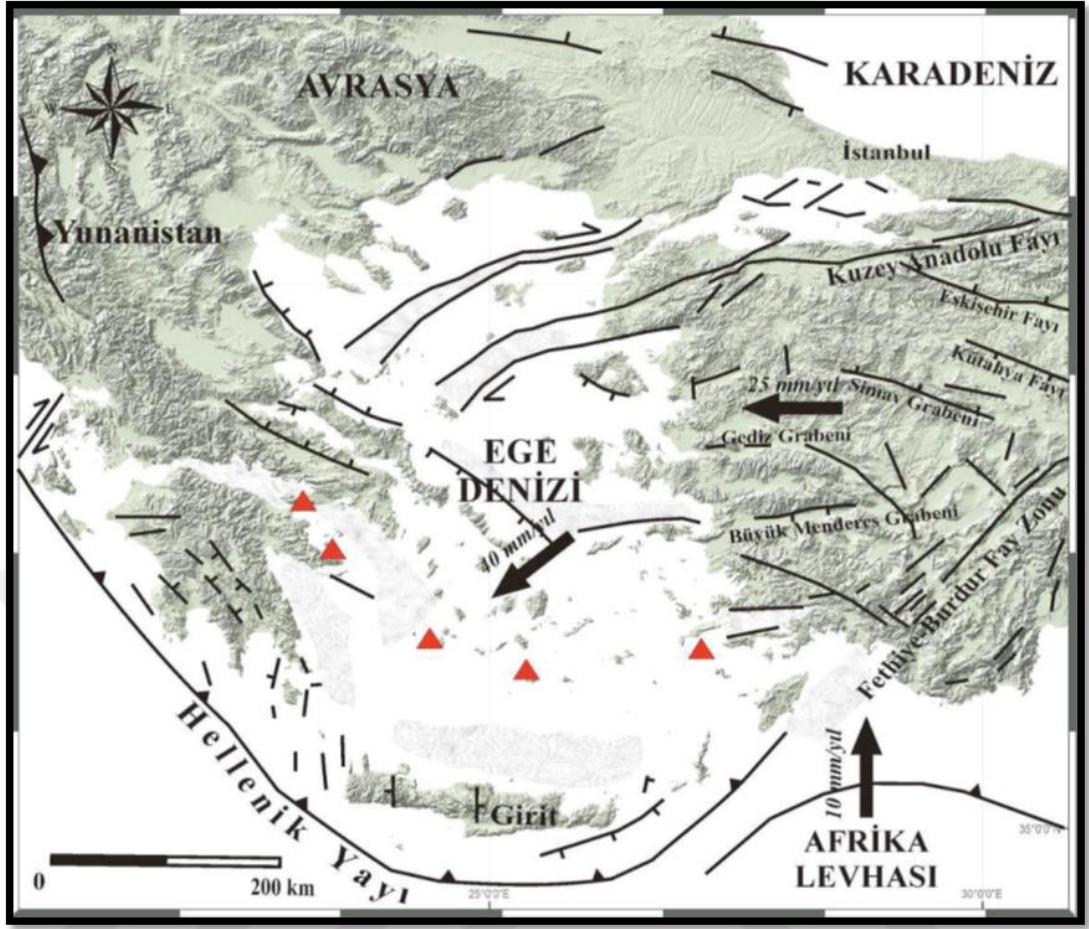 N
W
E
AVRASYA
KARADENİZ
İstanbul
Yunanistan
Kuzey Anadolu Fayı
Eskişehir Fayı
Kütahya Fayı
25 mm/yıl
Simav Grabeni
Gediz Grabeni
EGE
DENİZİ
40 mm/yıl
Büyük Menderes Grabeni
Fethiye-Burdur Fay Zonu
Hellenik Yayı
10 mm/yıl
Girit
AFRİKA
LEVHASI
35°0'0"N
0
200 km
25°0'0"E
30°0'0"E